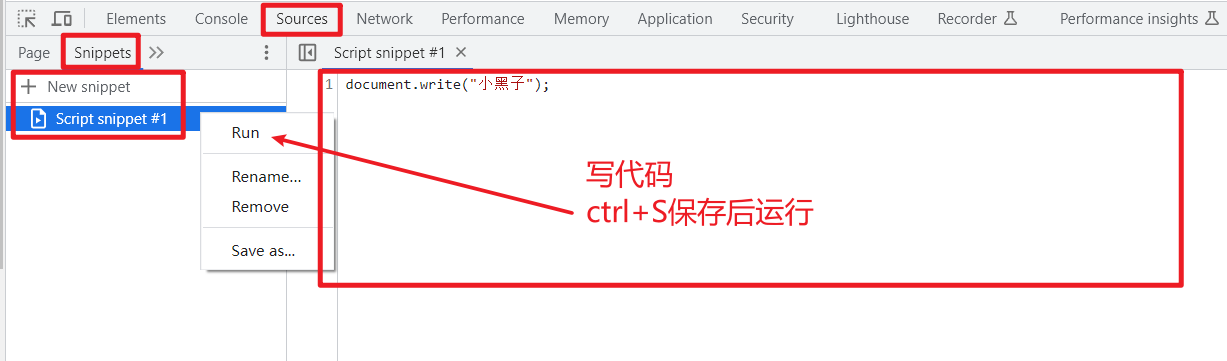 Elements Console Sources Network Performance Memory Application Security Lighthouse Recorder Performance insights
Page Snippets Script snippet #1
New snippet
1 document.write("小黑子");
Script snippet #1
Run
Rename...
Remove
Save as...
写代码
ctrl+S保存后运行